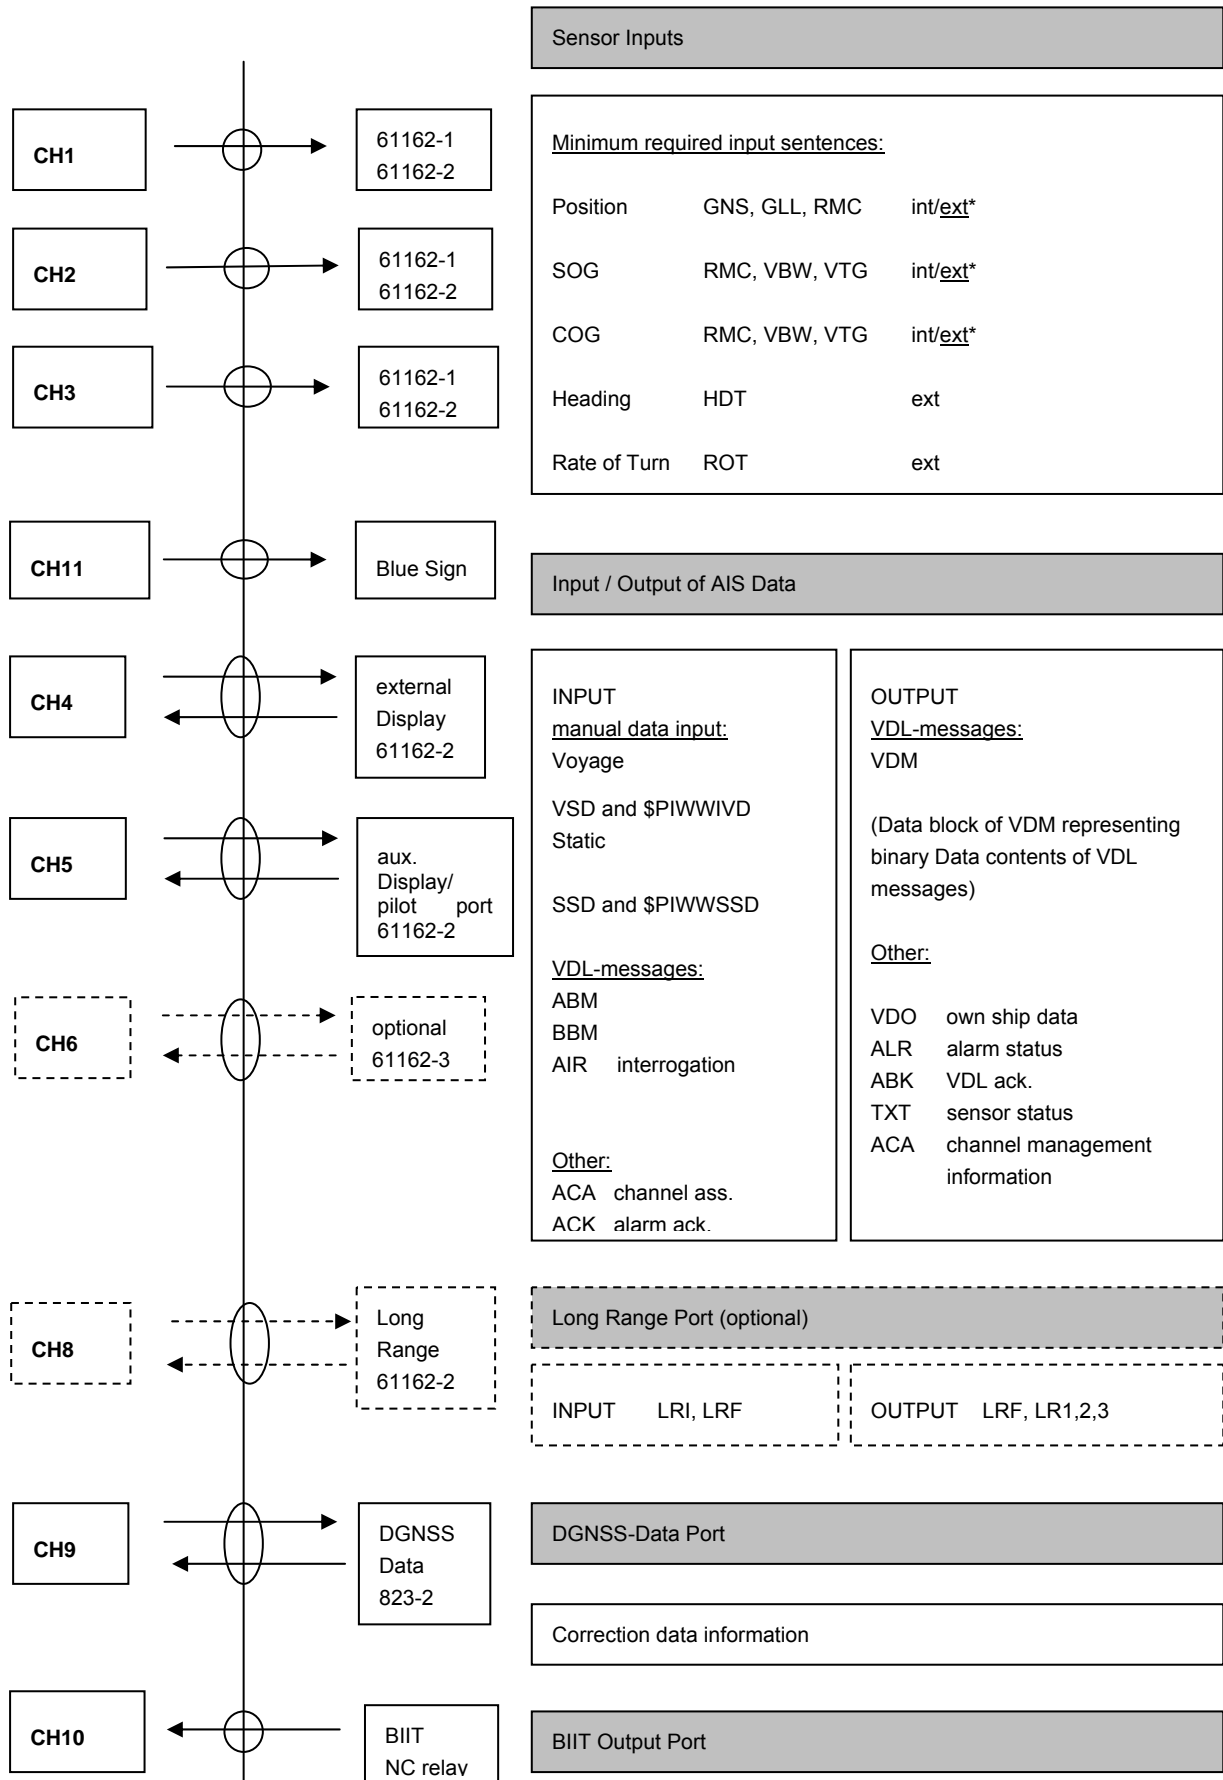 Sensor Inputs
CH1
61162-1
61162-2
Minimum required input sentences:
Position GNS, GLL, RMC int/ext*
SOG RMC, VBW, VTG int/ext*
COG RMC, VBW, VTG int/ext*
Heading HDT ext
Rate of Turn ROT ext
CH2
61162-1
61162-2
CH3
61162-1
61162-2
CH11
Blue Sign
Input / Output of AIS Data
CH4
external
Display
61162-2
CH5
aux.
Display/
pilot port
61162-2
CH6
optional
61162-3
INPUT
manual data input:
Voyage
VSD and $PIWWIVD
Static
SSD and $PIWWSSD
VDL-messages:
ABM
BBM
AIR interrogation
Other:
ACA channel ass.
ACK alarm ack.
OUTPUT
VDL-messages:
VDM
(Data block of VDM representing
binary Data contents of VDL
messages)
Other:
VDO own ship data
ALR alarm status
ABK VDL ack.
TXT sensor status
ACA channel management
information
CH8
Long
Range
61162-2
Long Range Port (optional)
INPUT LRI, LRF
OUTPUT LRF, LR1,2,3
CH9
DGNSS
Data
823-2
DGNSS-Data Port
Correction data information
CH10
BIIT
NC relay
BIIT Output Port